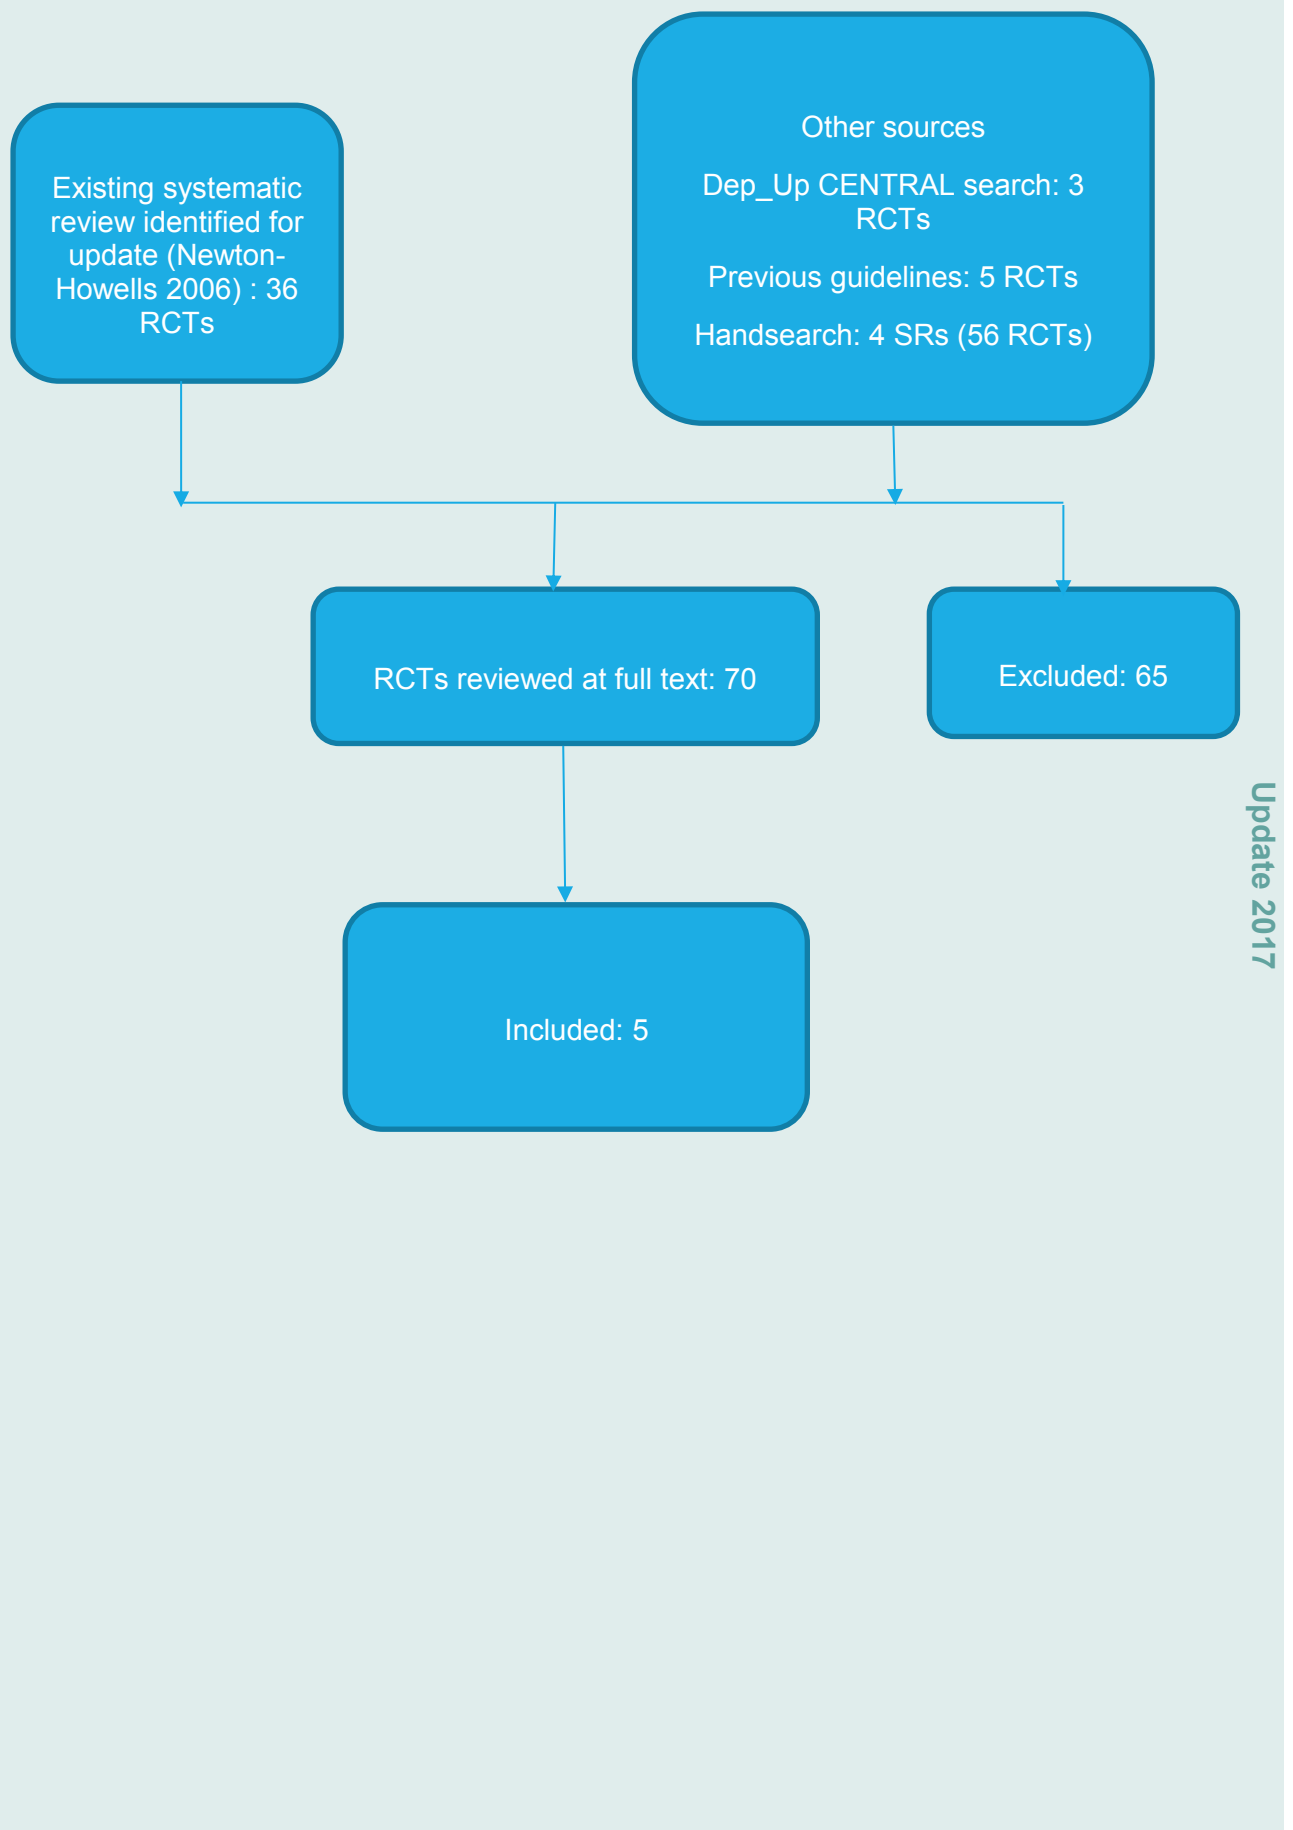 Existing systematic
review identified for
update (Newton-
Howells 2006) : 36
RCTs
Other sources
Dep_Up CENTRAL search: 3
RCTs
Previous guidelines: 5 RCTs
Handsearch: 4 SRs (56 RCTs)
RCTs reviewed at full text: 70
Excluded: 65
Included: 5
Update 2017